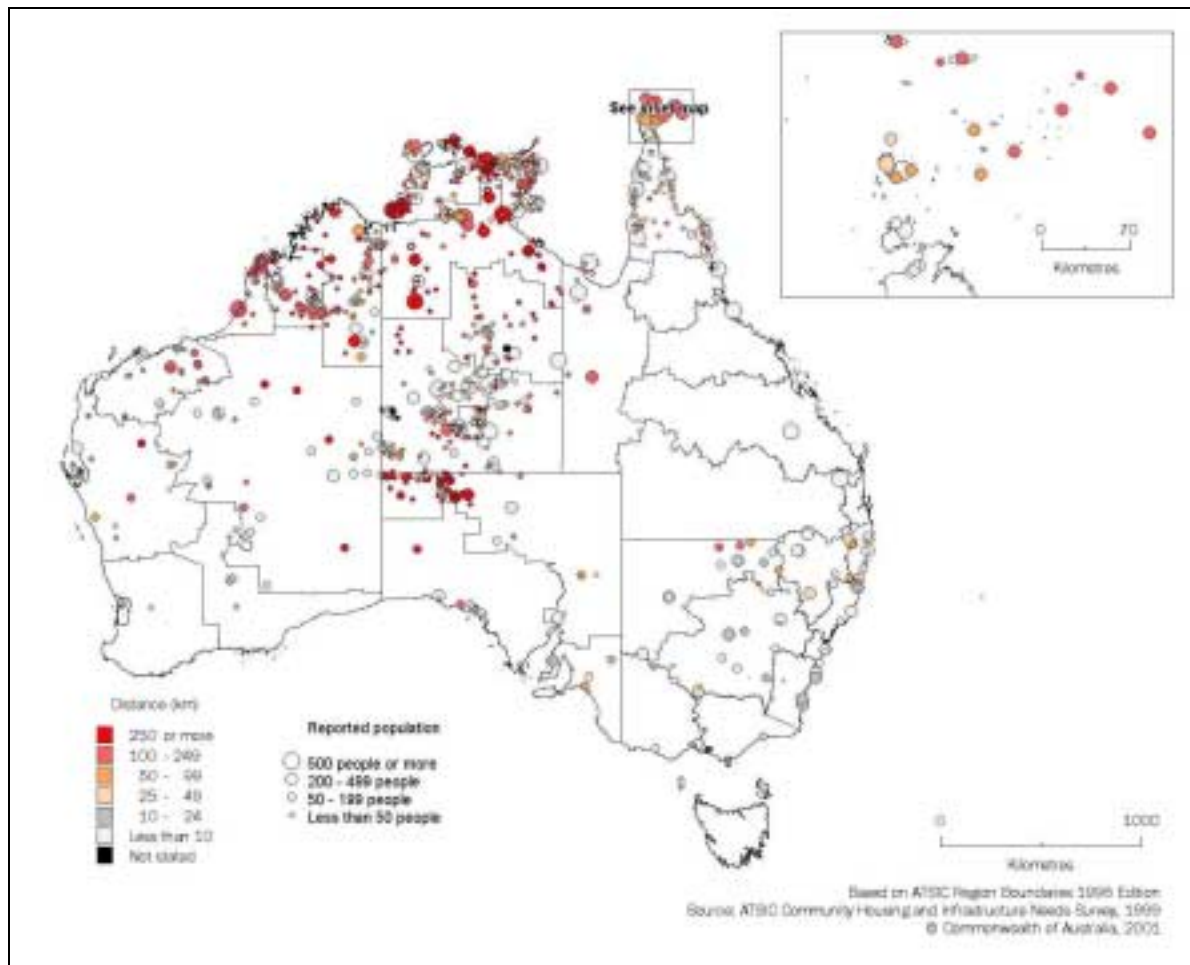 See inset map
0 70
Kilometres
Distance (km)
250 or more
100 - 249
50 - 99
25 - 49
10 - 24
Less than 10
Not stated
Reported population
500 people or more
200 - 499 people
50 - 199 people
Less than 50 people
0 1000
Kilometres
Based on ATSIC Region Boundaries 1996 Edition
Source: ATSIC Community Housing and Infrastructure Needs Survey, 1999
© Commonwealth of Australia, 2001